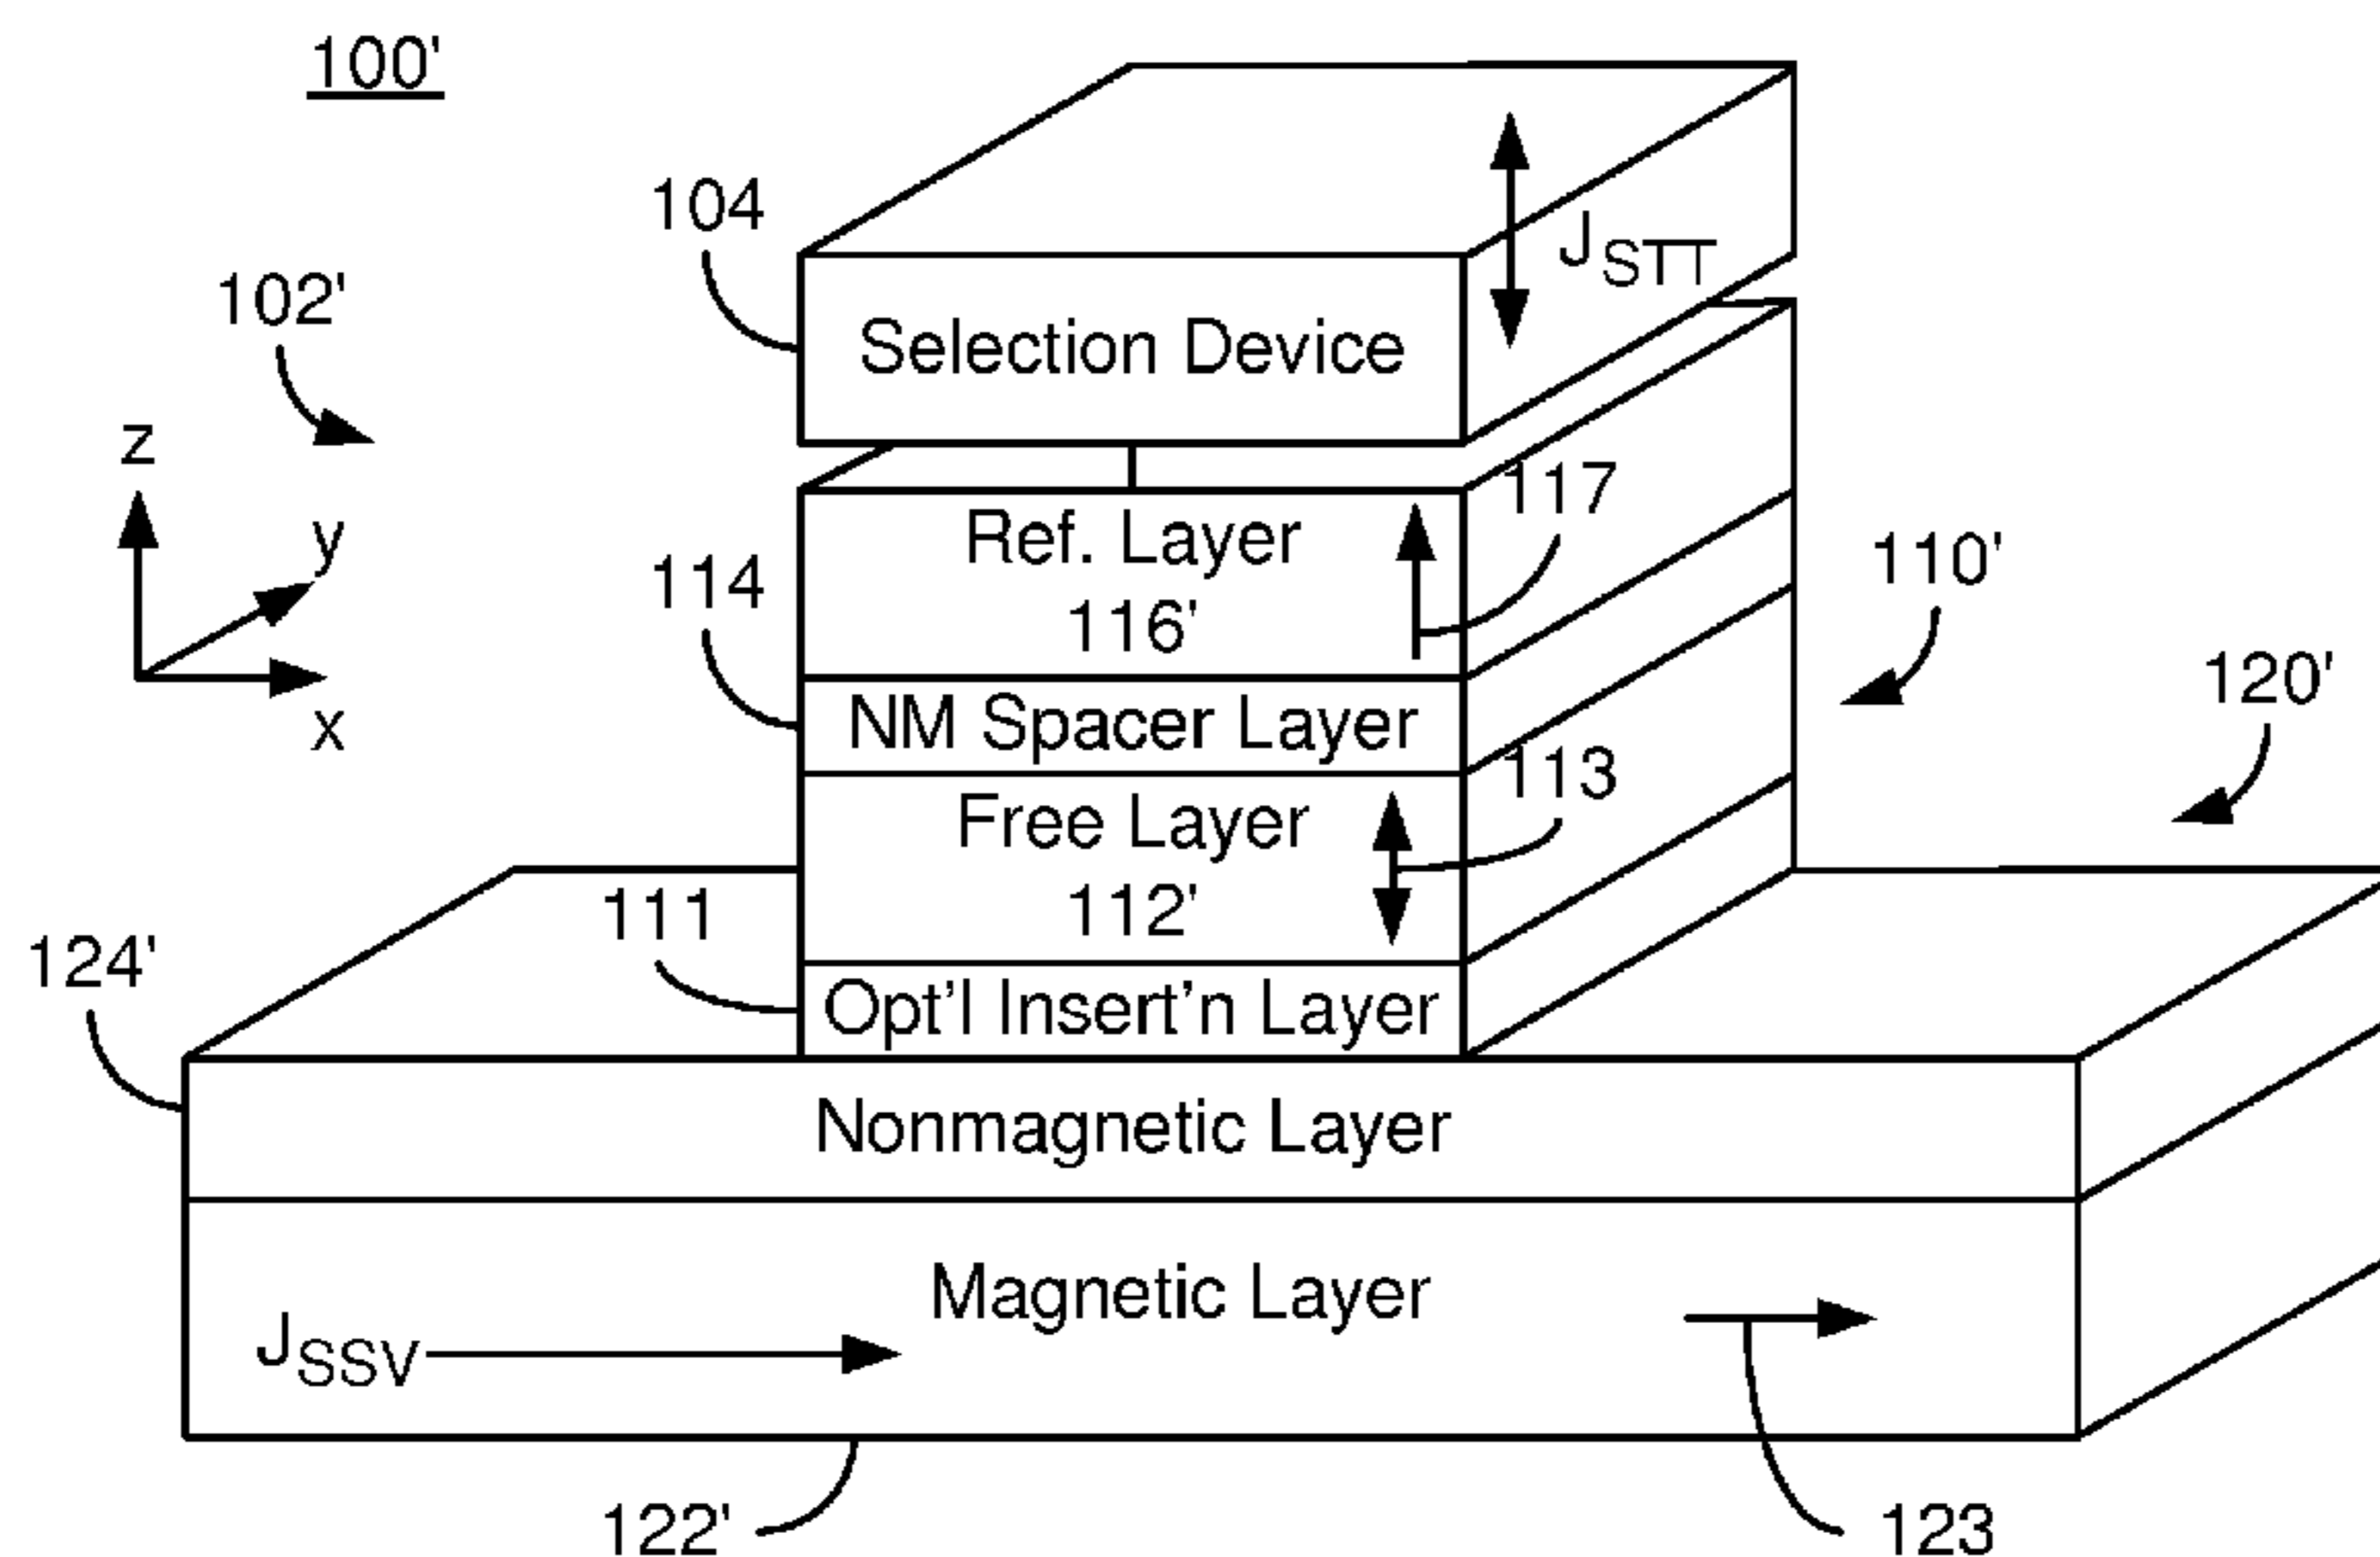 100'
104
J_STT
102'
Selection Device
z
y
x
117
Ref. Layer
116'
114
110'
120'
NM Spacer Layer
113
Free Layer
112'
111
124'
Opt'l Insert'n Layer
Nonmagnetic Layer
Magnetic Layer
J_SSV
122'
123